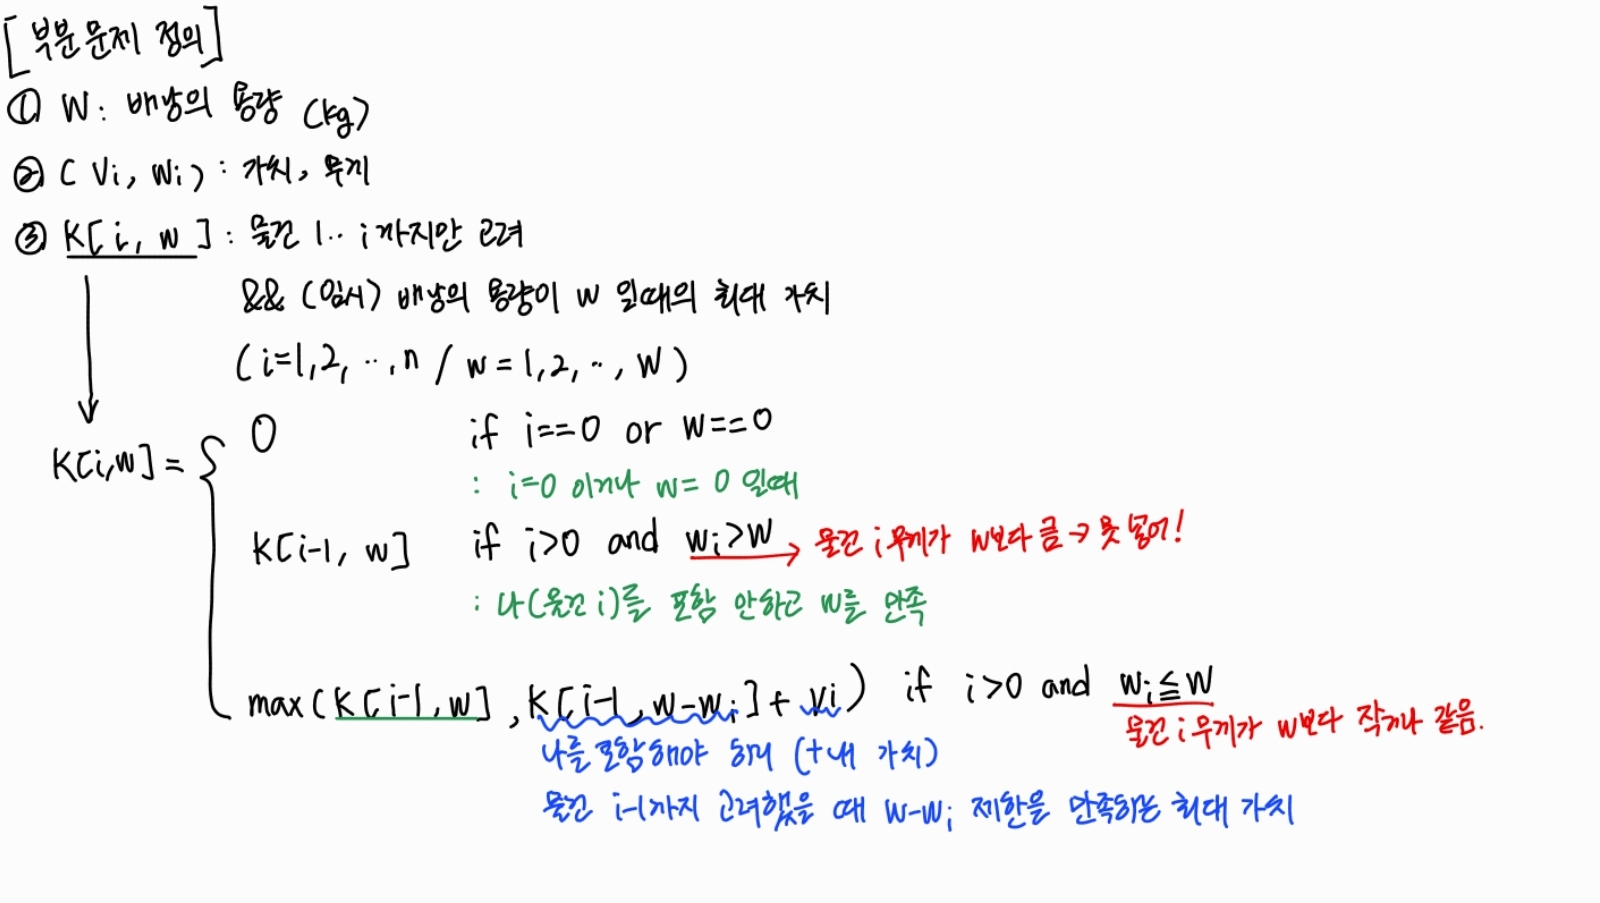 [부분문제 정의]
① W: 배낭의 용량 (kg)
② (Vi, Wi) : 가치, 무게
③ K[i, w] : 물건 1‥i까지만 고려
&& (임시) 배낭의 용량이 w 일때의 최대 가치
(i=1,2, ‥,n / w=1,2,‥, W)
K[i,w] =
0 if i==0 or w==0
: i=0 이거나 w= 0 일때
K[i-1, w] if i>0 and wi>w → 물건 i무게가 w보다 큼→못 넣어!
: 나(물건 i)를 포함 안하고 w를 만족
max(K[i-1,w], K[i-1,w-wi]+vi) if i>0 and wi≦w
물건 i무게가 w보다 작거나 같음.
나를 포함해야 하니 (+내 가치)
물건 i-1까지 고려했을 때 w-wi 제한을 만족하는 최대 가치